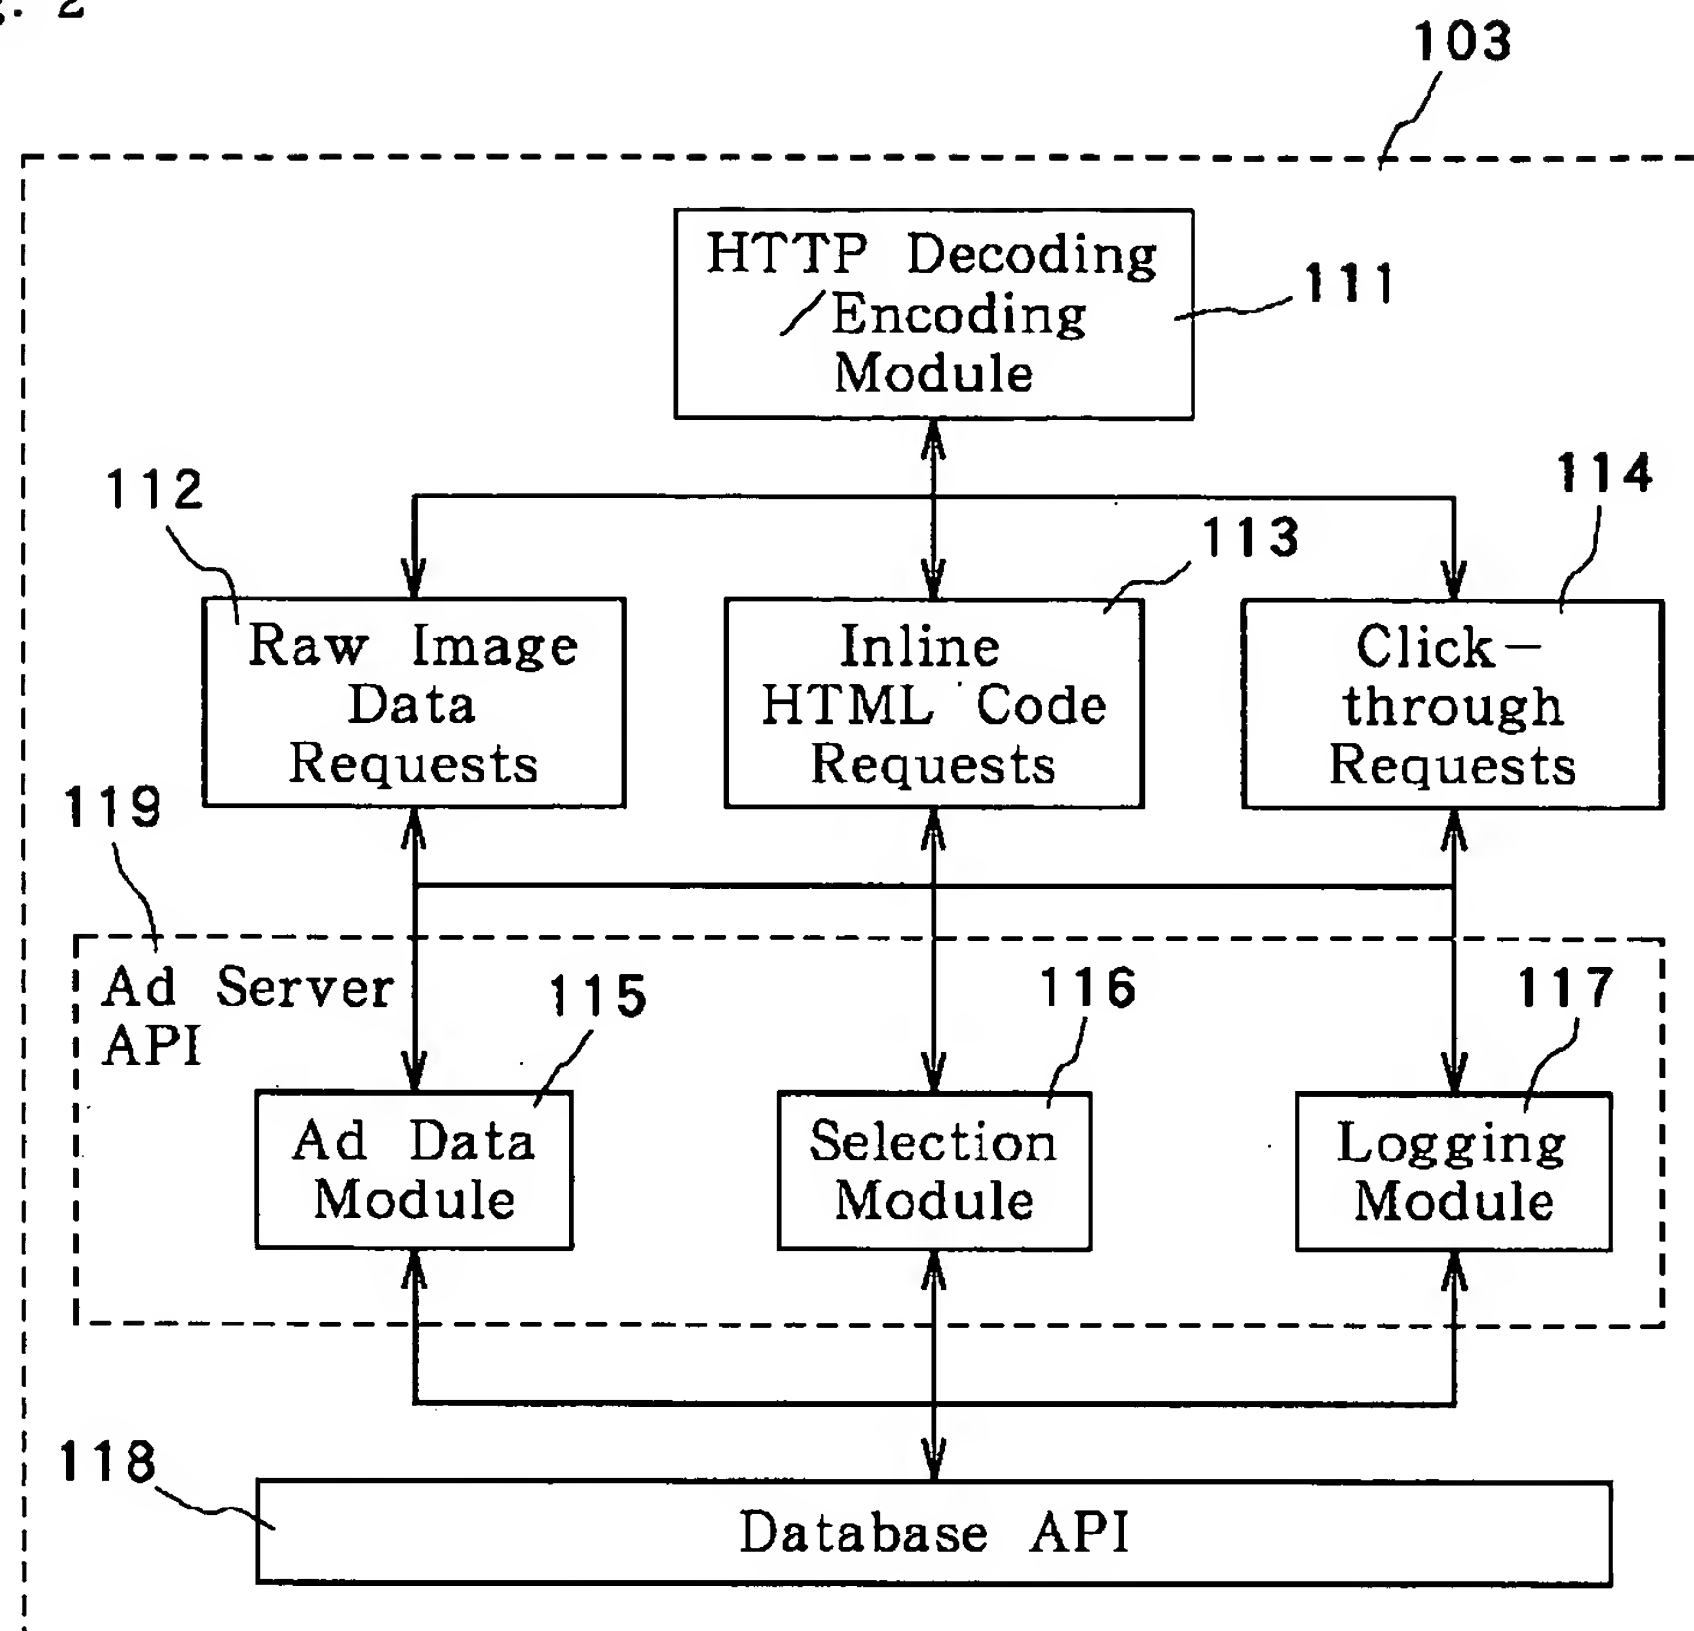 g. 2
103
HTTP Decoding
/Encoding
Module
111
112
113
114
Raw Image
Data
Requests
Inline
HTML Code
Requests
Click-
through
Requests
119
Ad Server
API
115
116
117
Ad Data
Module
Selection
Module
Logging
Module
118
Database API